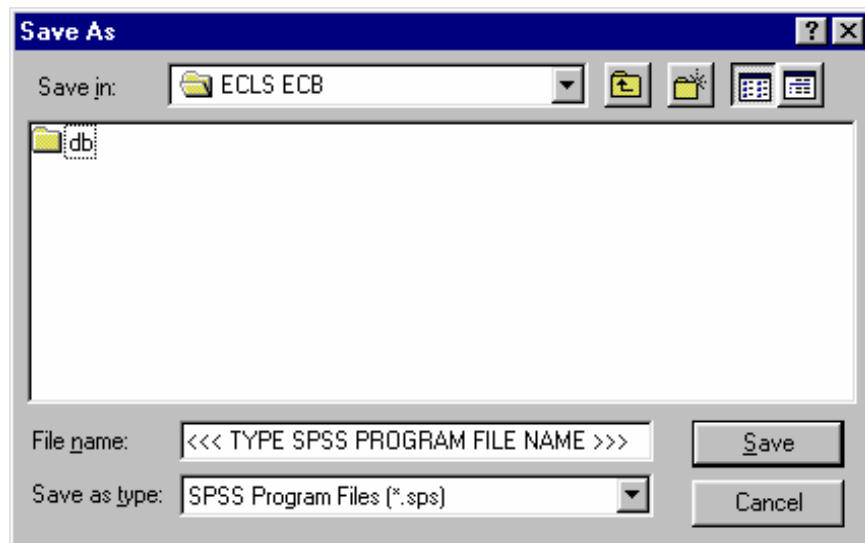 Save As
Save in: ECLS ECB
db
File name: <<< TYPE SPSS PROGRAM FILE NAME >>> Save
Save as type: SPSS Program Files (*.sps) Cancel